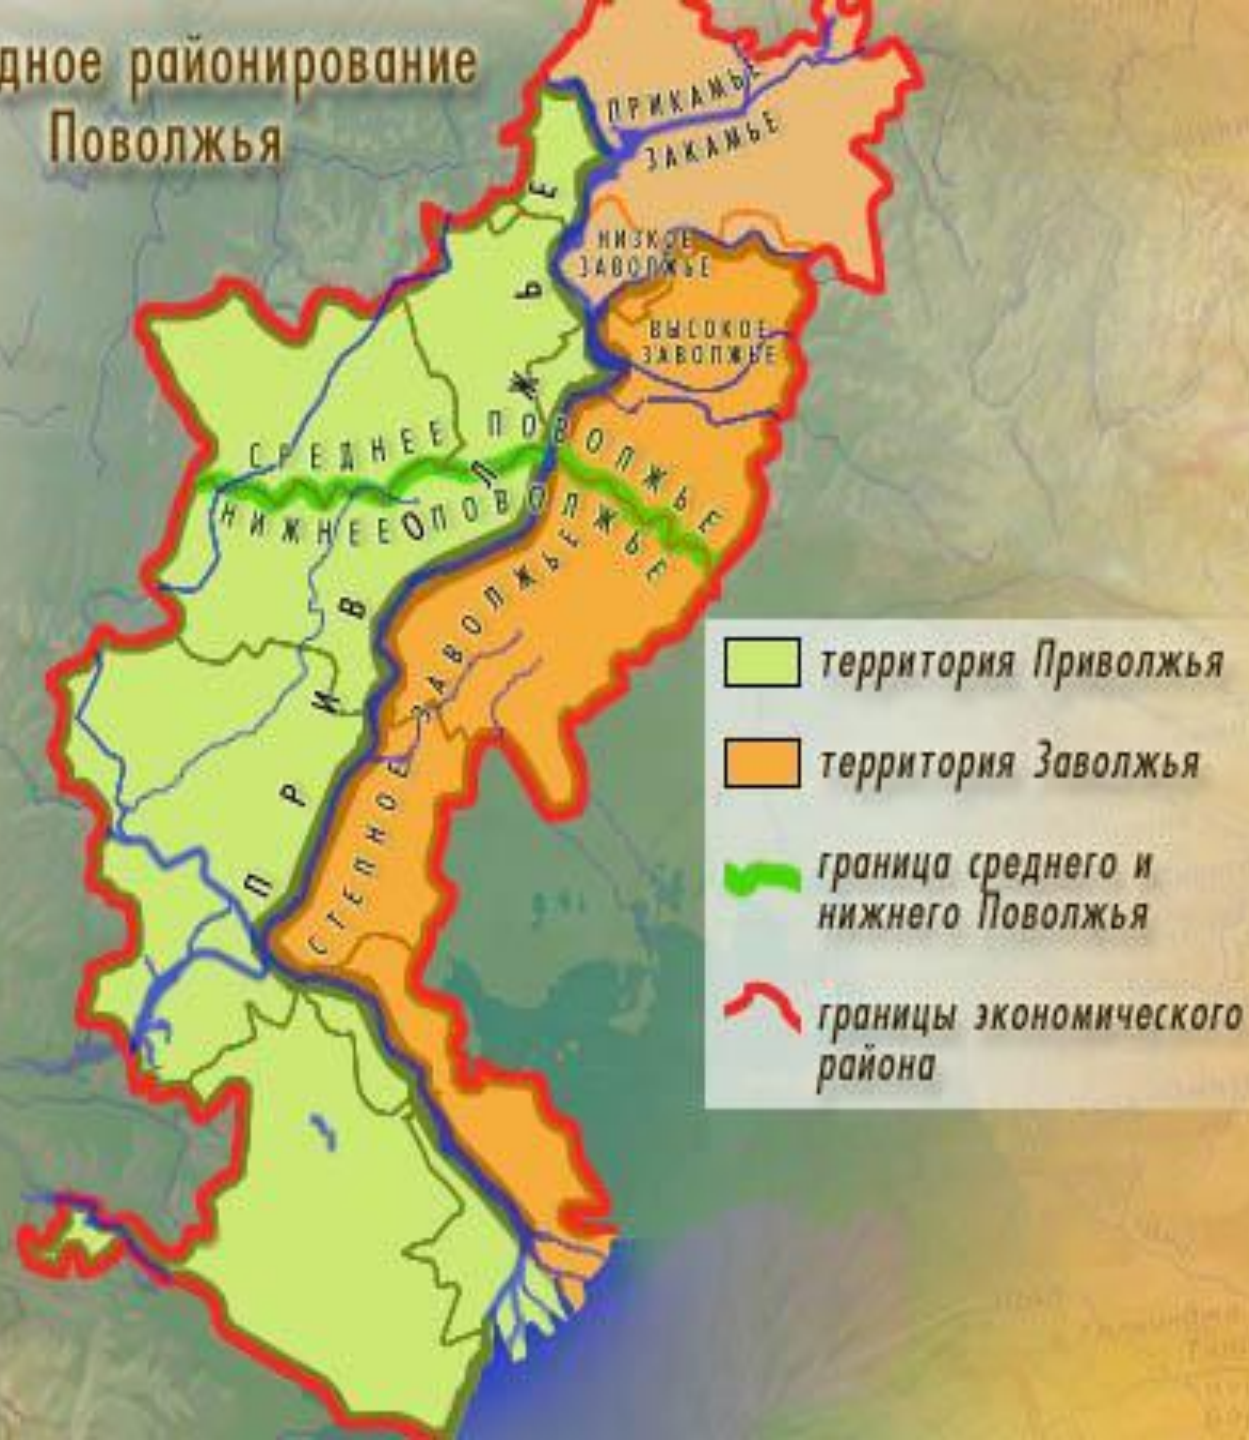 дное районирование
Поволжья
ПРИКАМЬЕ
ЗАКАМЬЕ
НИЗКОЕ
ЗАВОЛЖЬЕ
ВЫСОКОЕ
ЗАВОЛЖЬЕ
СРЕДНЕЕ ПОВОЛЖЬЕ
НИЖНЕЕ ПОВОЛЖЬЕ
ПРИВОЛЖЬЕ
СТЕПНОЕ ЗАВОЛЖЬЕ
территория Приволжья
территория Заволжья
граница среднего и
нижнего Поволжья
границы экономического
района